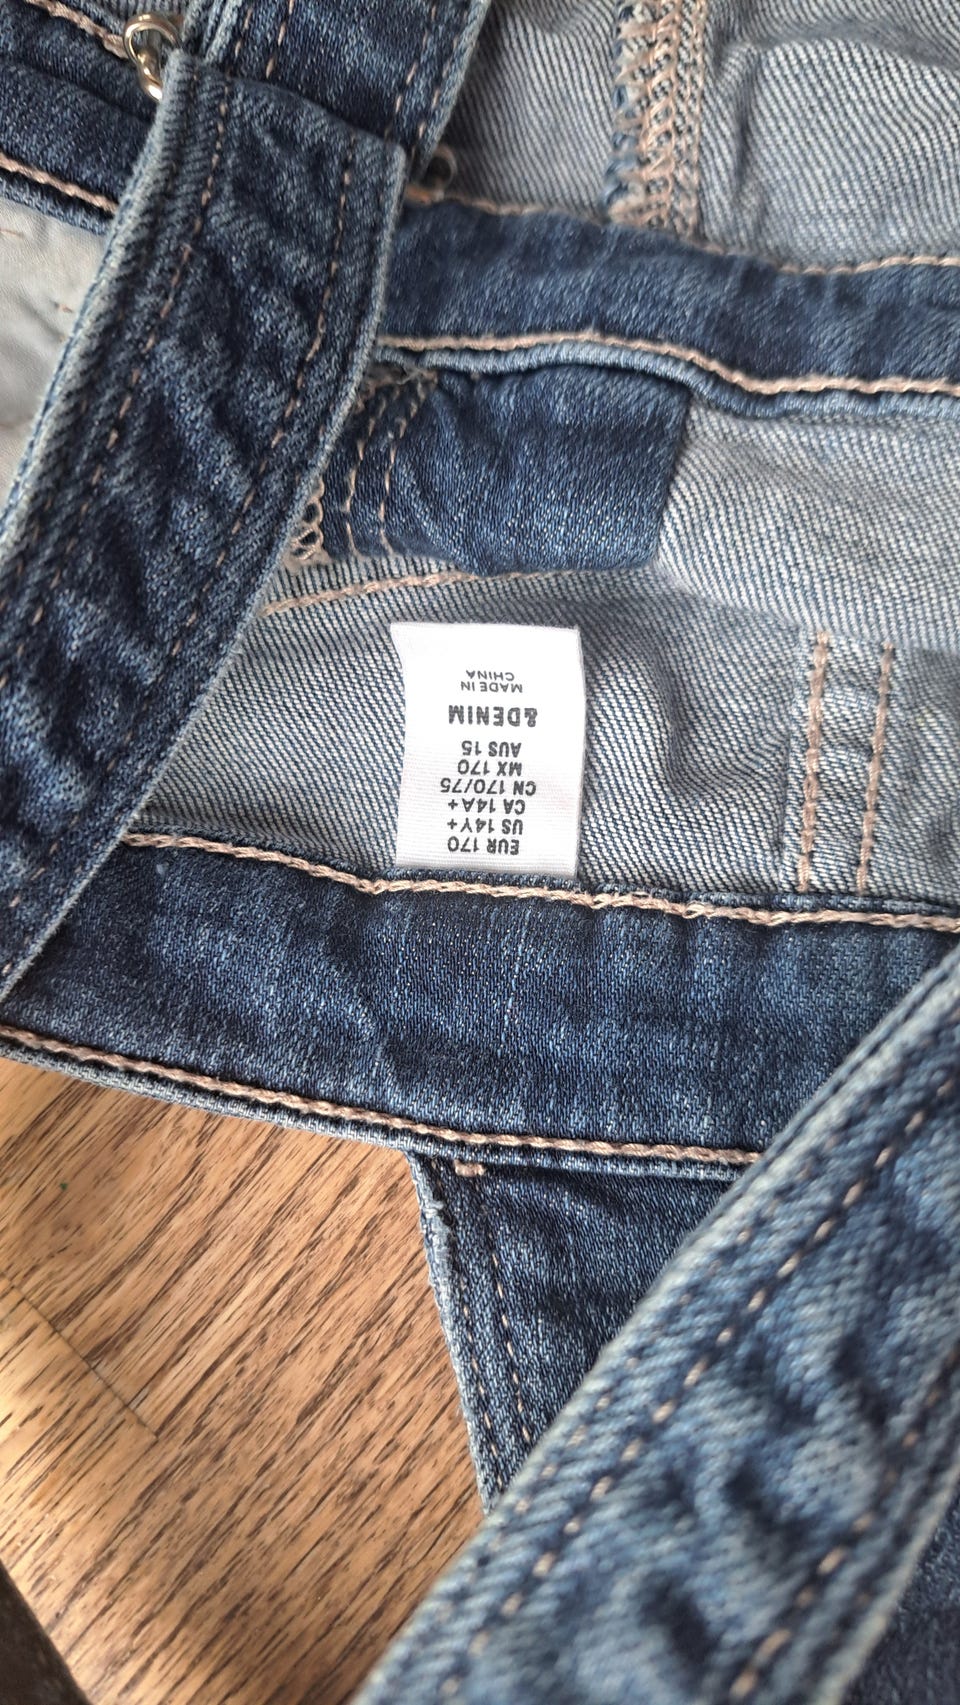 EUR 170
US 14Y+
CA 14A+
CN 170/75
MX 170
AUS 15
&DENIM
MADE IN
CHINA